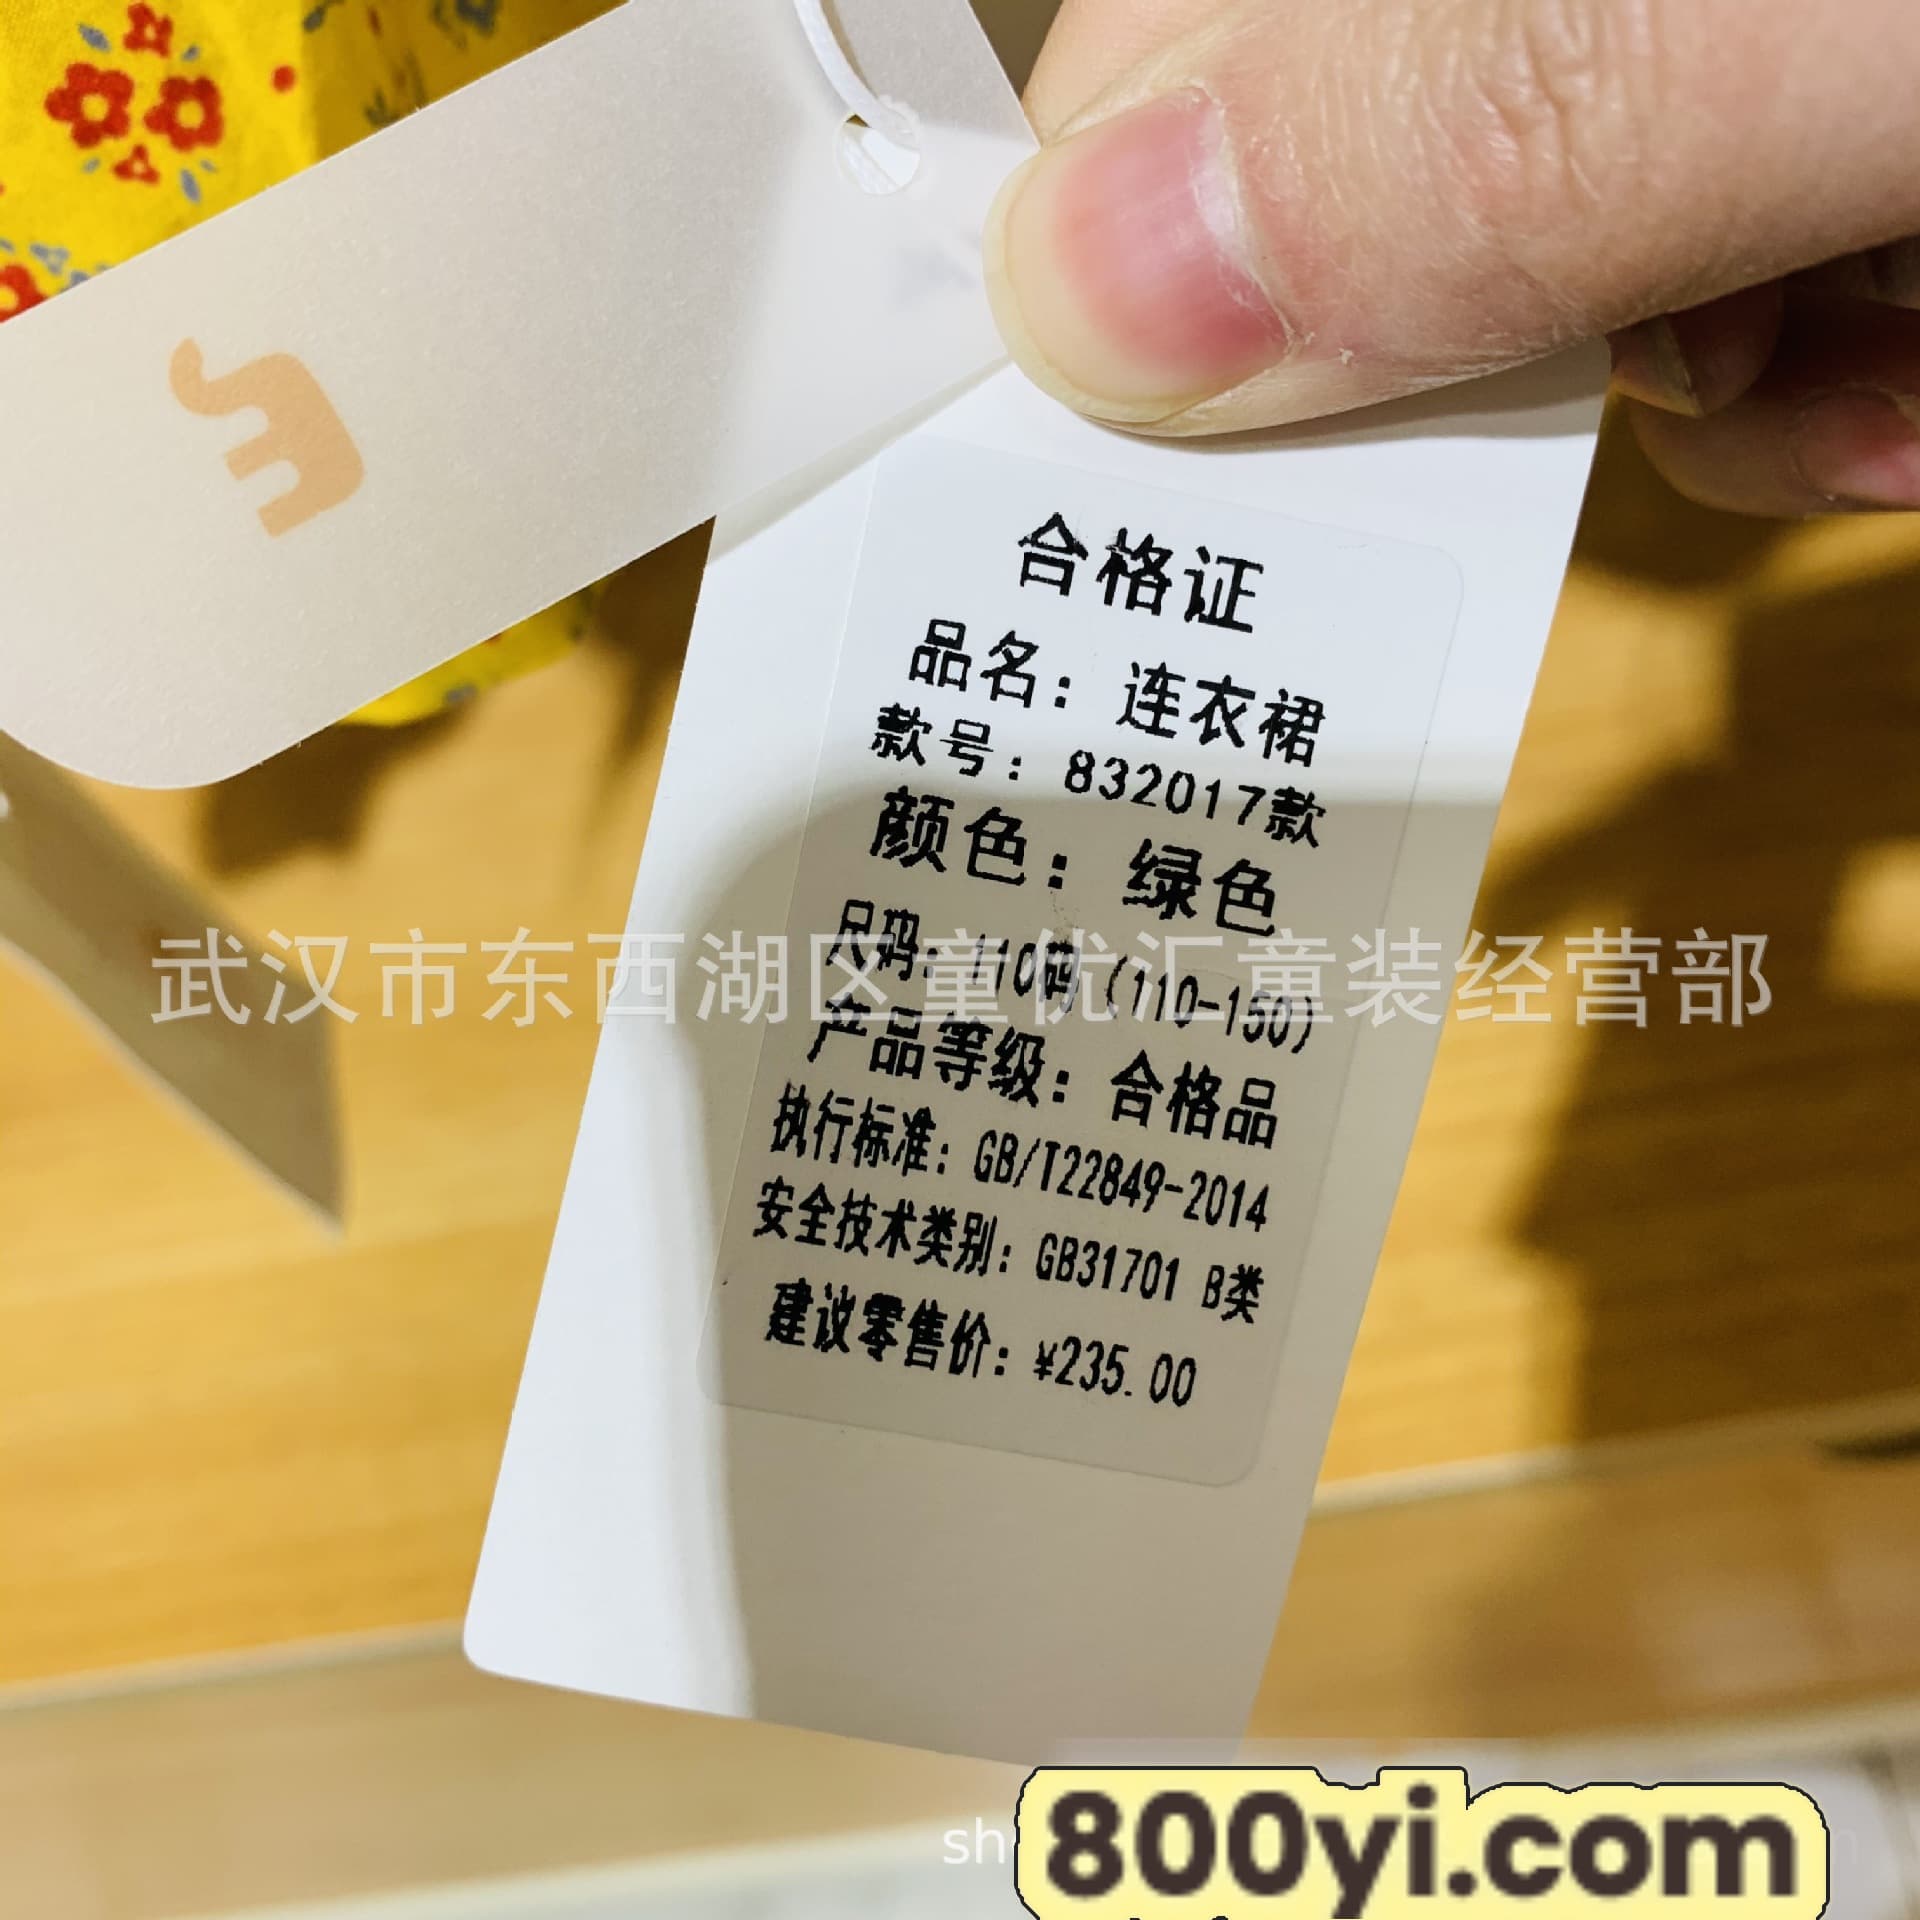 合格证
品名：连衣裙
款号：832017款
颜色：绿色
尺码：110码（110-150）
武汉市东西湖区童优汇童装经营部
产品等级：合格品
执行标准：GB/T22849-2014
安全技术类别：GB31701 B类
建议零售价：¥235.00
800yi.com